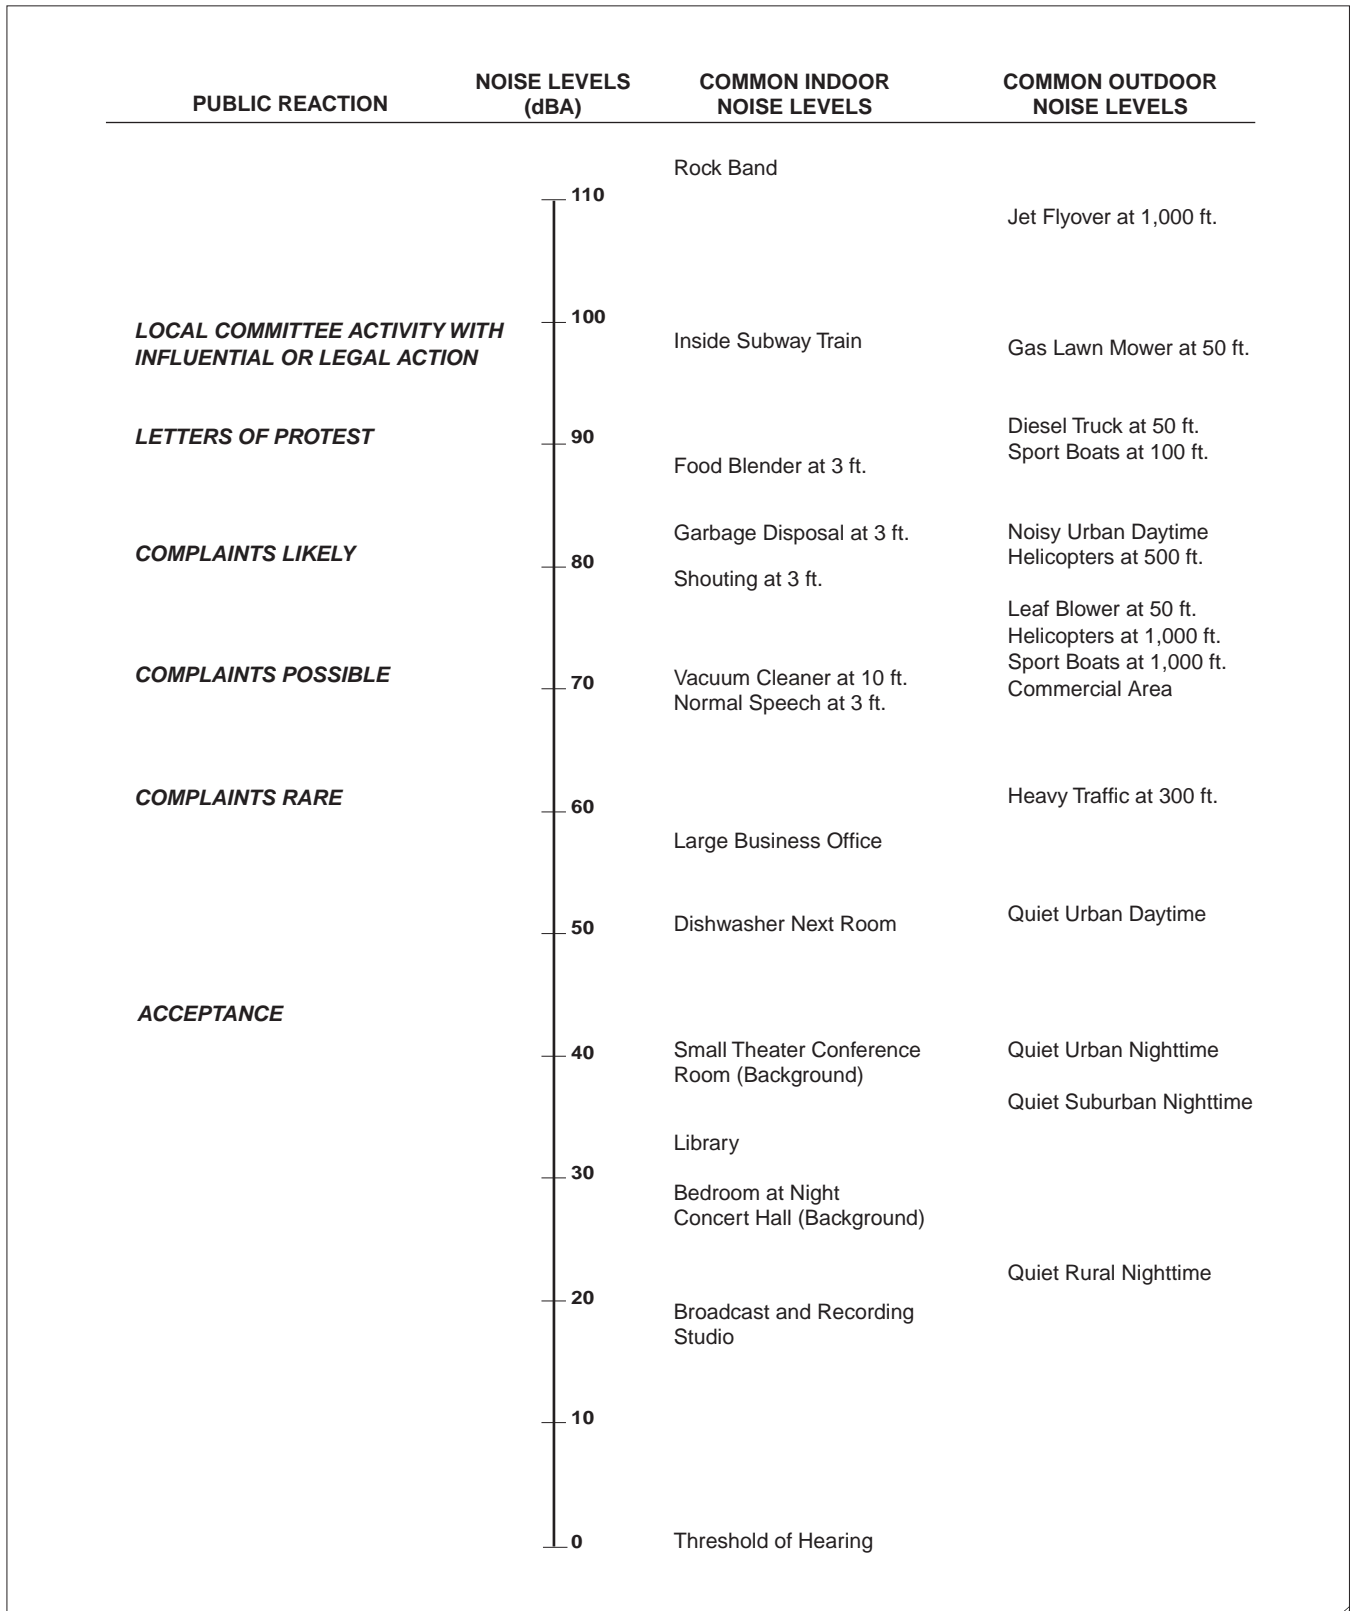 PUBLIC REACTION
NOISE LEVELS
(dBA)
COMMON INDOOR
NOISE LEVELS
COMMON OUTDOOR
NOISE LEVELS
Rock Band
110
Jet Flyover at 1,000 ft.
100
LOCAL COMMITTEE ACTIVITY WITH
INFLUENTIAL OR LEGAL ACTION
Inside Subway Train
Gas Lawn Mower at 50 ft.
LETTERS OF PROTEST
90
Diesel Truck at 50 ft.
Sport Boats at 100 ft.
Food Blender at 3 ft.
Garbage Disposal at 3 ft.
Noisy Urban Daytime
Helicopters at 500 ft.
COMPLAINTS LIKELY
80
Shouting at 3 ft.
Leaf Blower at 50 ft.
Helicopters at 1,000 ft.
Sport Boats at 1,000 ft.
Commercial Area
COMPLAINTS POSSIBLE
70
Vacuum Cleaner at 10 ft.
Normal Speech at 3 ft.
COMPLAINTS RARE
60
Heavy Traffic at 300 ft.
Large Business Office
50
Dishwasher Next Room
Quiet Urban Daytime
ACCEPTANCE
40
Small Theater Conference
Room (Background)
Quiet Urban Nighttime
Quiet Suburban Nighttime
Library
30
Bedroom at Night
Concert Hall (Background)
Quiet Rural Nighttime
20
Broadcast and Recording
Studio
10
0
Threshold of Hearing